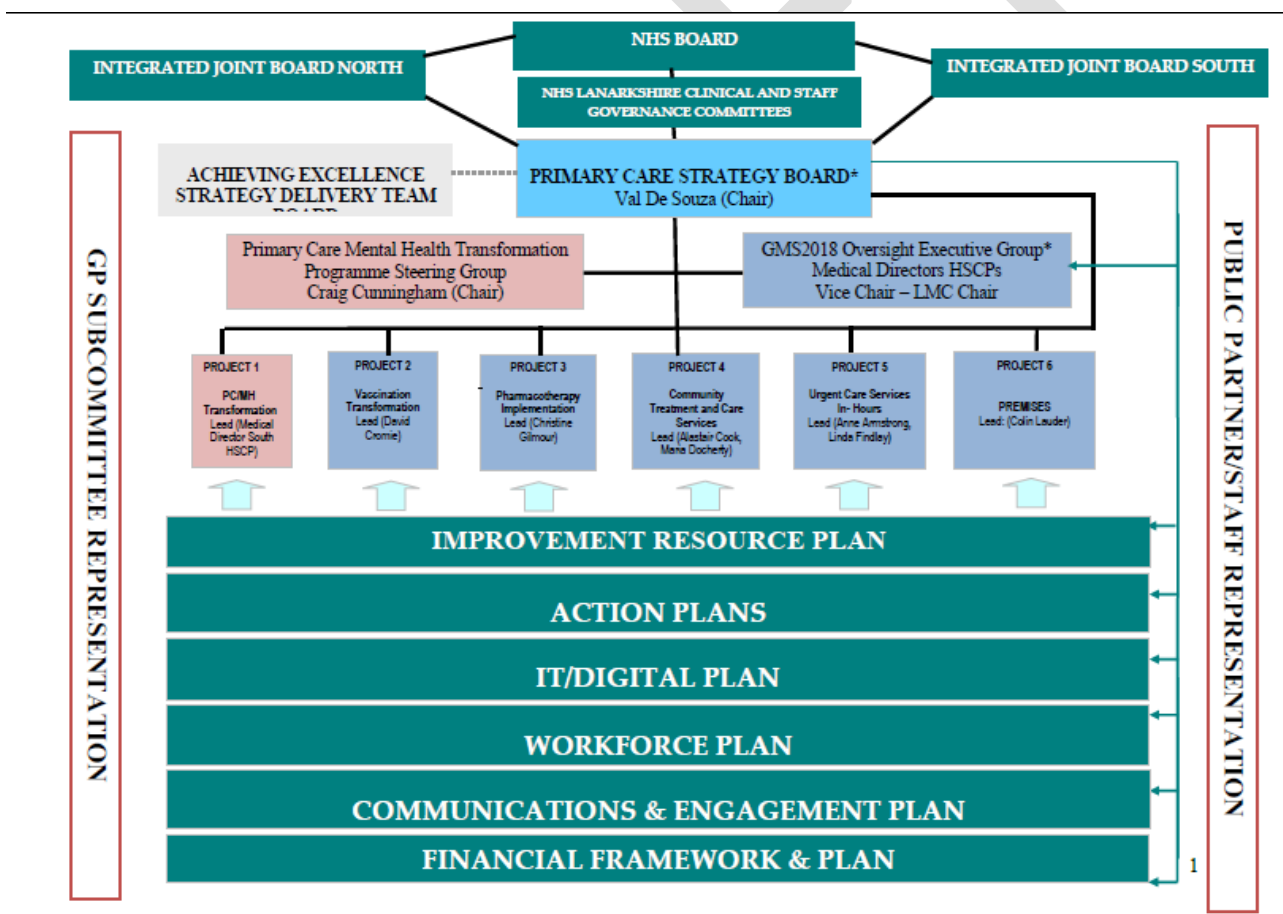 NHS BOARD
INTEGRATED JOINT BOARD NORTH
INTEGRATED JOINT BOARD SOUTH
NHS LANARKSHIRE CLINICAL AND STAFF
GOVERNANCE COMMITTEES
ACHIEVING EXCELLENCE
STRATEGY DELIVERY TEAM
PRIMARY CARE STRATEGY BOARD*
Val De Souza (Chair)
Primary Care Mental Health Transformation
Programme Steering Group
Craig Cunningham (Chair)
GMS2018 Oversight Executive Group*
Medical Directors HSCPs
Vice Chair – LMC Chair
GP SUBCOMMITTEE REPRESENTATION
PUBLIC PARTNER/STAFF REPRESENTATION
PROJECT 1
PC/MH
Transformation
Lead (Medical
Director South
HSCP)
PROJECT 2
Vaccination
Transformation
Lead (David
Cromie)
PROJECT 3
Pharmacotherapy
Implementation
Lead (Christine
Gilmour)
PROJECT 4
Community
Treatment and Care
Services
Lead (Alastair Cook,
Maria Docherty)
PROJECT 5
Urgent Care Services
In- Hours
Lead (Anne Armstrong,
Linda Findlay)
PROJECT 6
PREMISES
Lead: (Colin Lauder)
IMPROVEMENT RESOURCE PLAN
ACTION PLANS
IT/DIGITAL PLAN
WORKFORCE PLAN
COMMUNICATIONS & ENGAGEMENT PLAN
FINANCIAL FRAMEWORK & PLAN
1